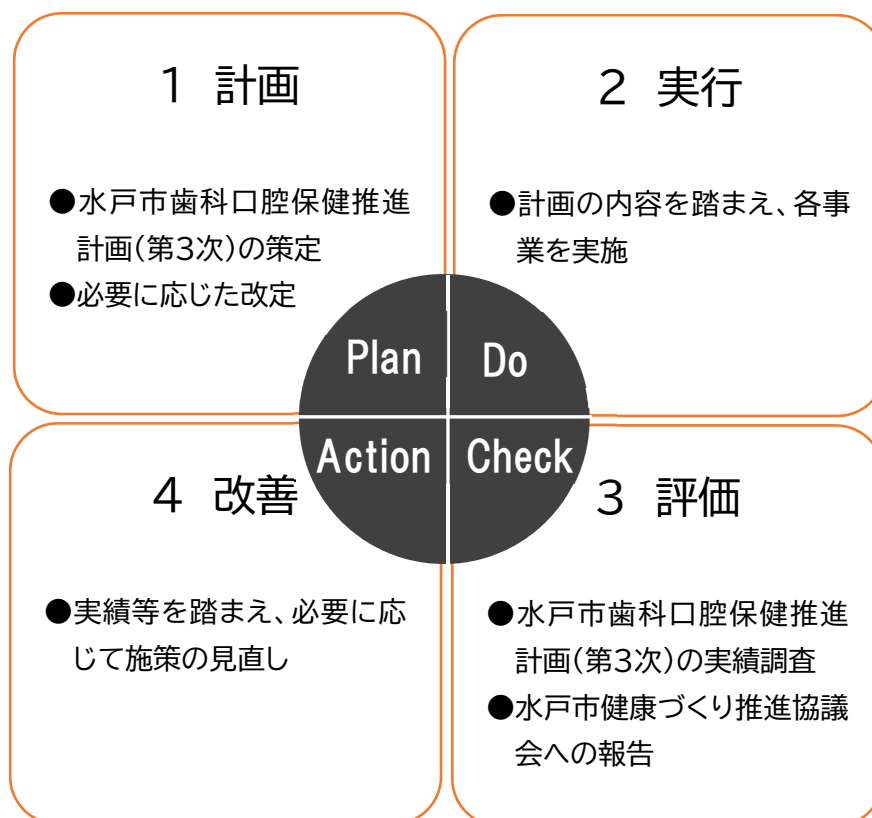 1 計画
●水戸市歯科口腔保健推進
計画(第3次)の策定
●必要に応じた改定
2 実行
●計画の内容を踏まえ、各事
業を実施
Plan
Do
Action
Check
4 改善
●実績等を踏まえ、必要に応
じて施策の見直し
3 評価
●水戸市歯科口腔保健推進
計画(第3次)の実績調査
●水戸市健康づくり推進協議
会への報告